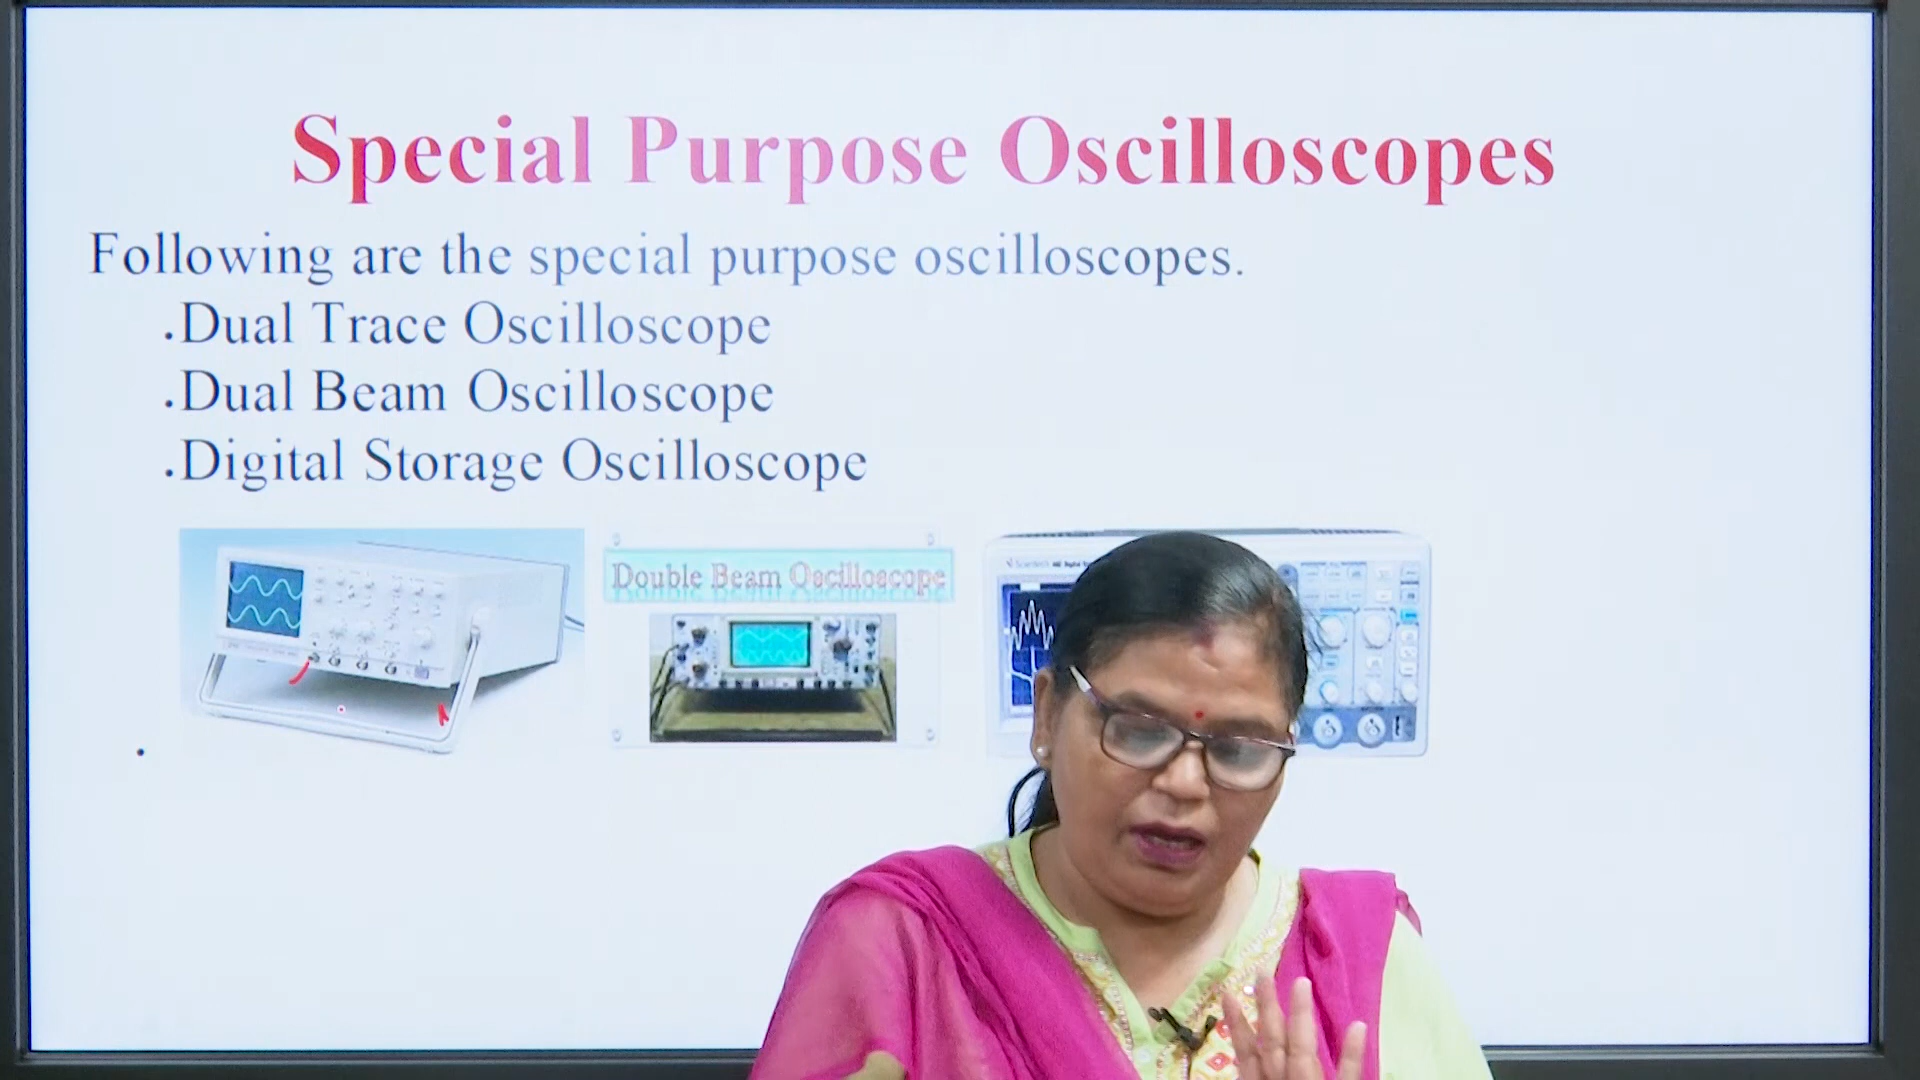 Special Purpose Oscilloscopes
Following are the special purpose oscilloscopes.
.Dual Trace Oscilloscope
.Dual Beam Oscilloscope
.Digital Storage Oscilloscope
Double Beam Oscilloscope